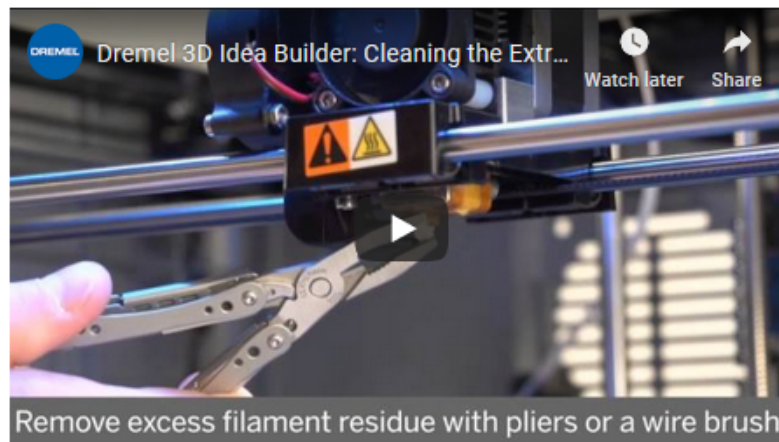 DREMEL
Dremel 3D Idea Builder: Cleaning the Extr...
Watch later
Share
Remove excess filament residue with pliers or a wire brush